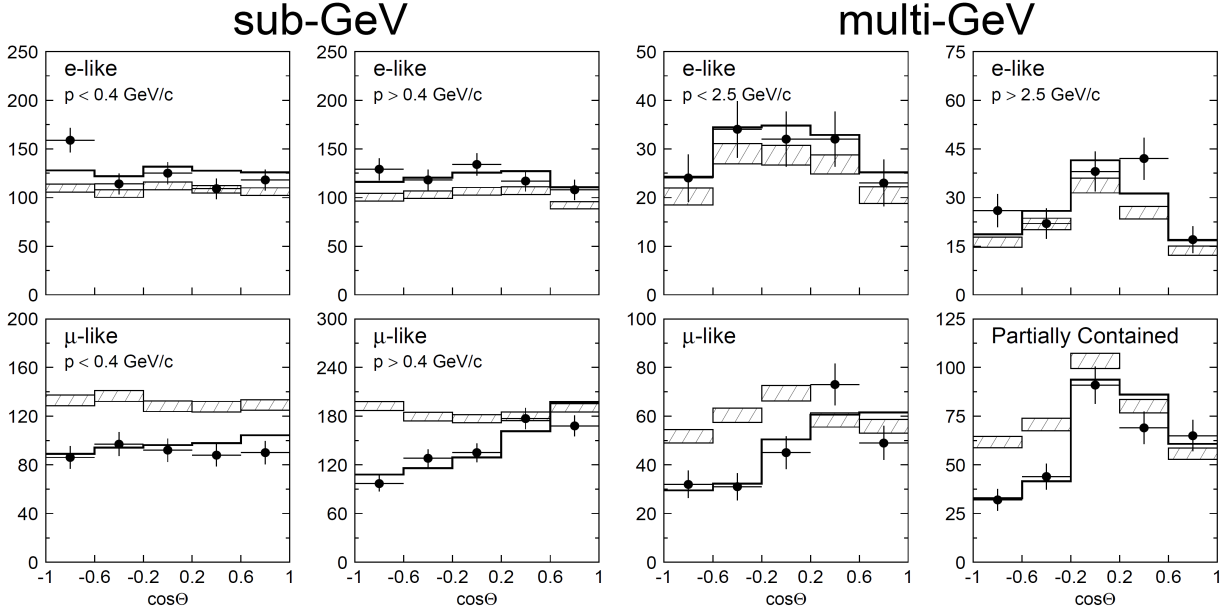 sub-GeV
multi-GeV
250
200
150
100
50
0
e-like
p < 0.4 GeV/c
250
200
150
100
50
0
e-like
p > 0.4 GeV/c
50
40
30
20
10
0
e-like
p < 2.5 GeV/c
75
60
45
30
15
0
e-like
p > 2.5 GeV/c
200
160
120
80
40
0
μ-like
p < 0.4 GeV/c
-1 -0.6 -0.2 0.2 0.6 1
cosΘ
300
240
180
120
60
0
μ-like
p > 0.4 GeV/c
-1 -0.6 -0.2 0.2 0.6 1
cosΘ
100
80
60
40
20
0
μ-like
-1 -0.6 -0.2 0.2 0.6 1
cosΘ
125
100
75
50
25
0
Partially Contained
-1 -0.6 -0.2 0.2 0.6 1
cosΘ